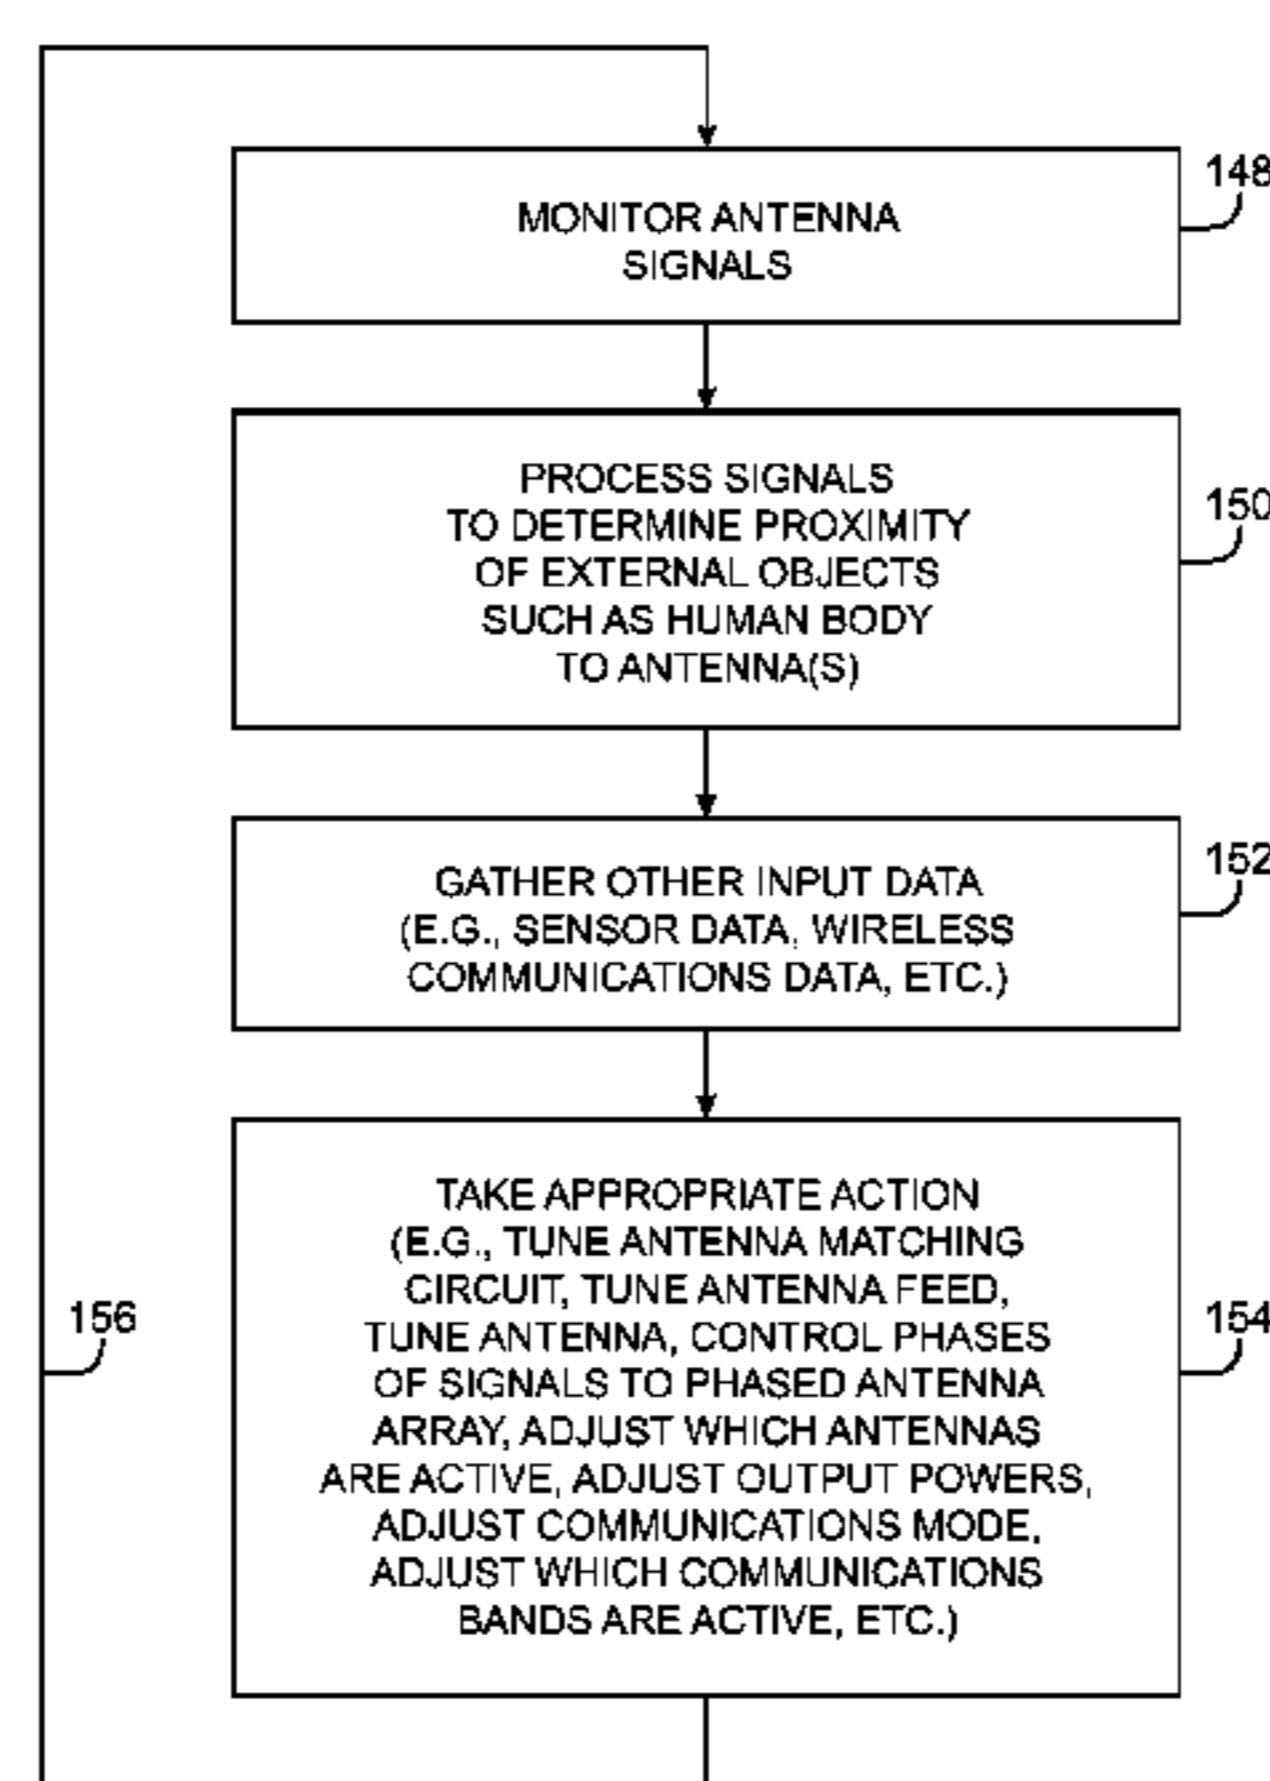 MONITOR ANTENNA
SIGNALS
148
PROCESS SIGNALS
TO DETERMINE PROXIMITY
OF EXTERNAL OBJECTS
SUCH AS HUMAN BODY
TO ANTENNA(S)
150
GATHER OTHER INPUT DATA
(E.G., SENSOR DATA, WIRELESS
COMMUNICATIONS DATA, ETC.)
152
TAKE APPROPRIATE ACTION
(E.G., TUNE ANTENNA MATCHING
CIRCUIT, TUNE ANTENNA FEED,
TUNE ANTENNA, CONTROL PHASES
OF SIGNALS TO PHASED ANTENNA
ARRAY, ADJUST WHICH ANTENNAS
ARE ACTIVE, ADJUST OUTPUT POWERS,
ADJUST COMMUNICATIONS MODE,
ADJUST WHICH COMMUNICATIONS
BANDS ARE ACTIVE, ETC.)
154
156